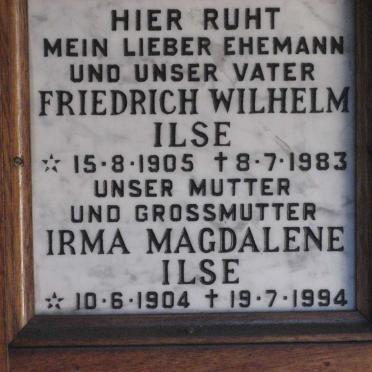 HIER RUHT
MEIN LIEBER EHEMANN
UND UNSER VATER
FRIEDRICH WILHELM
ILSE
☆ 15·8·1905 ✝ 8·7·1983
UNSER MUTTER
UND GROSSMUTTER
IRMA MAGDALENE
ILSE
☆ 10·6·1904 ✝ 19·7·1994